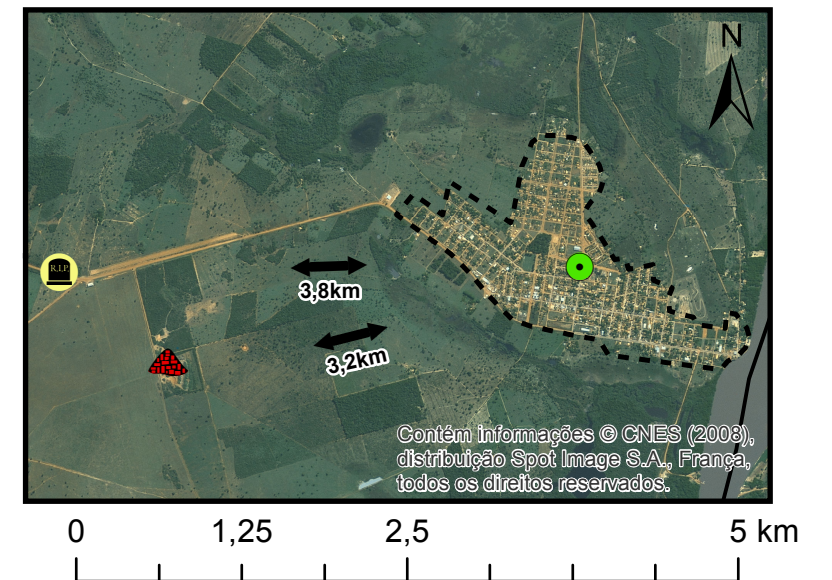 N
R.I.P.
3,8km
3,2km
Contém informações © CNES (2008),
distribuição Spot Image S.A., França,
todos os direitos reservados.
0 1,25 2,5 5 km